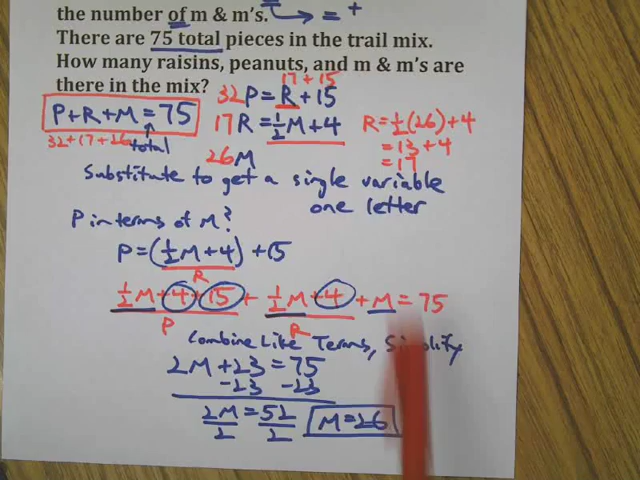 the number of m & m's. → = +
There are 75 total pieces in the trail mix.
How many raisins, peanuts, and m & m's are
there in the mix?
17 + 15
P+R+M=75
32P=R+15
32+17+26
total
17R=½M+4
R=½(26)+4
=13+4
=17
26M
Substitute to get a single variable
one letter
P in terms of M?
P=(½M+4)+15
R
½M+4+15+½M+4+M=75
P
R
Combine Like Terms, Simplify
2M+23=75
-23 -23
2M=52
2 2
M=26